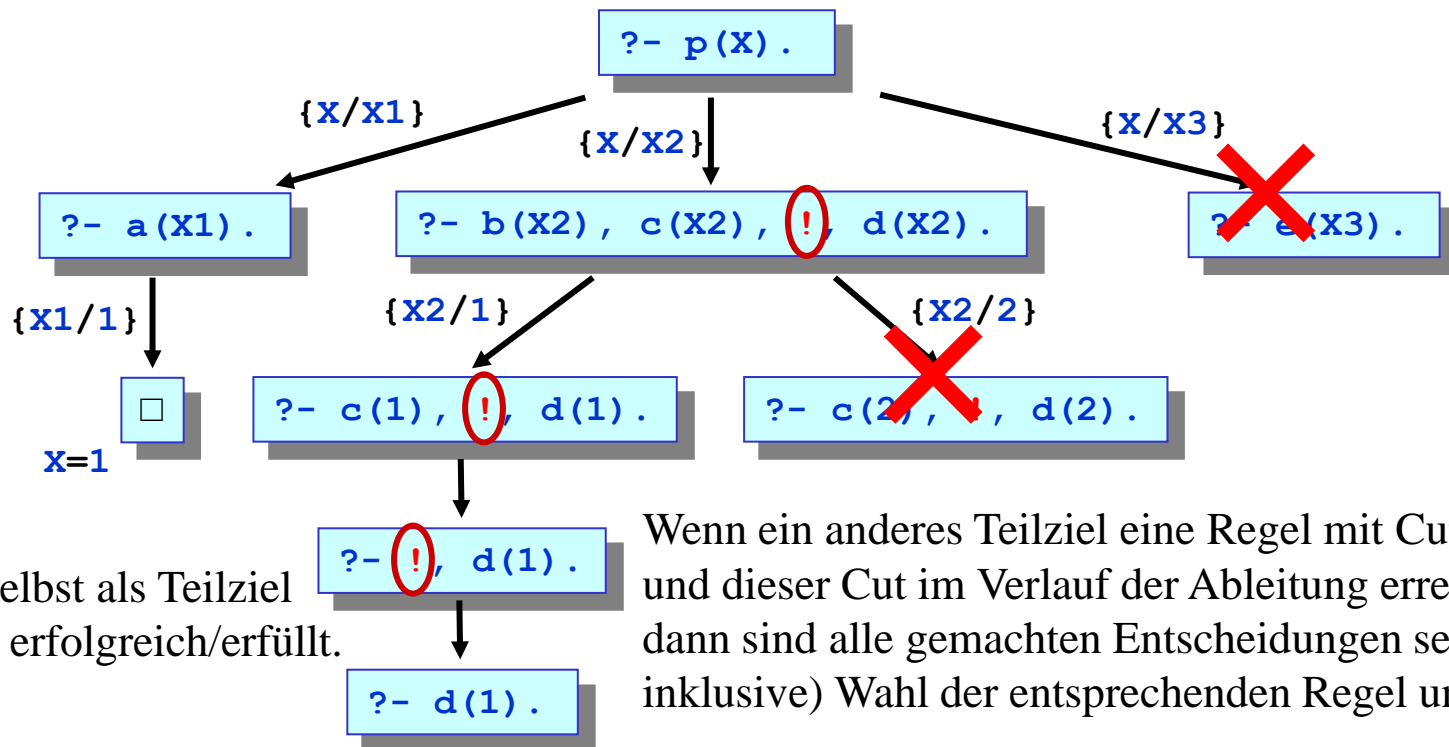 ?- p(X).
{X/X1}
{X/X2}
{X/X3}
?- a(X1).
?- b(X2), c(X2), !, d(X2).
?- e(X3).
{X1/1}
{X2/1}
{X2/2}
□
?- c(1), !, d(1).
?- c(2), !, d(2).
X=1
?- !, d(1).
elbst als Teilziel
erfolgreich/erfüllt.
?- d(1).
Wenn ein anderes Teilziel eine Regel mit Cu
und dieser Cut im Verlauf der Ableitung erre
dann sind alle gemachten Entscheidungen se
inklusive) Wahl der entsprechenden Regel un